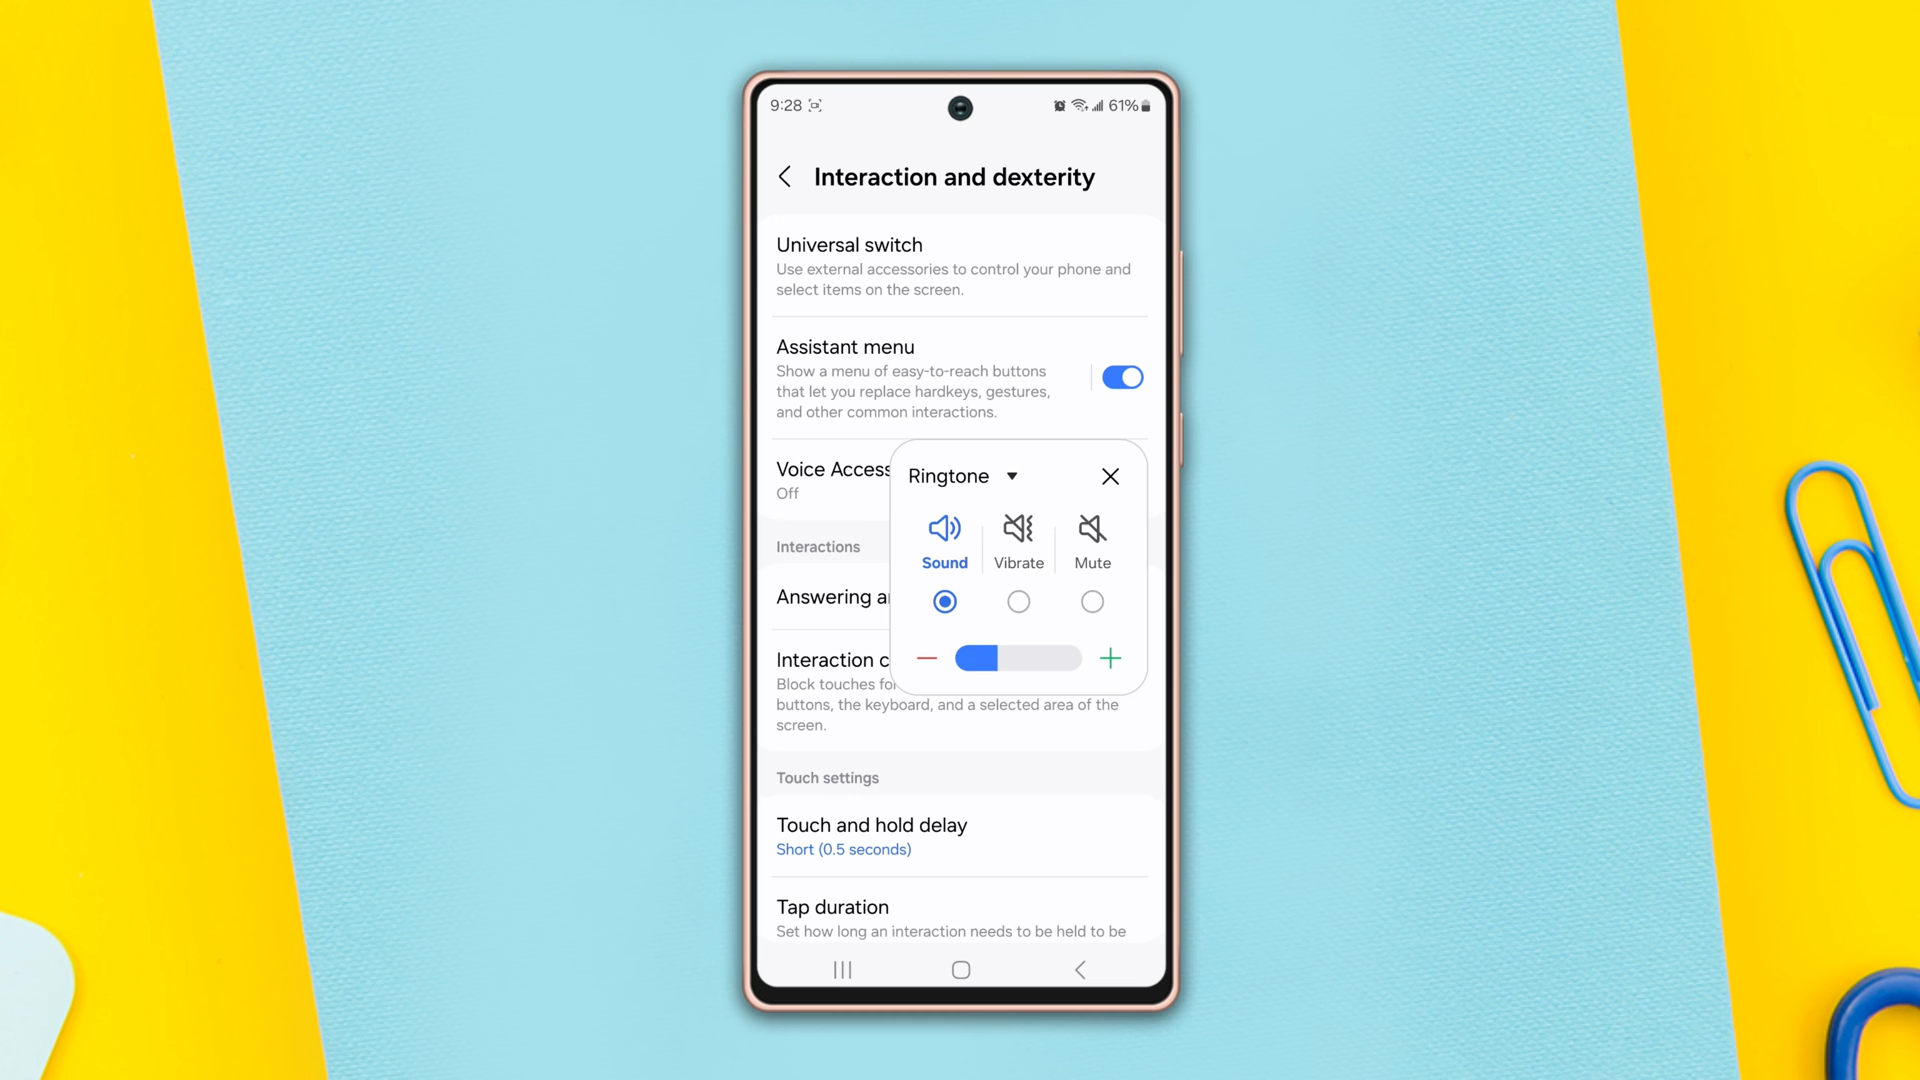 9:28
61%
Interaction and dexterity
Universal switch
Use external accessories to control your phone and
select items on the screen.
Assistant menu
Show a menu of easy-to-reach buttons
that let you replace hardkeys, gestures,
and other common interactions.
Voice Access
Off
Ringtone
Sound
Vibrate
Mute
Interactions
Answering
Interaction
Block touches
buttons, the keyboard, and a selected area of the
screen.
Touch settings
Touch and hold delay
Short (0.5 seconds)
Tap duration
Set how long an interaction needs to be held to be